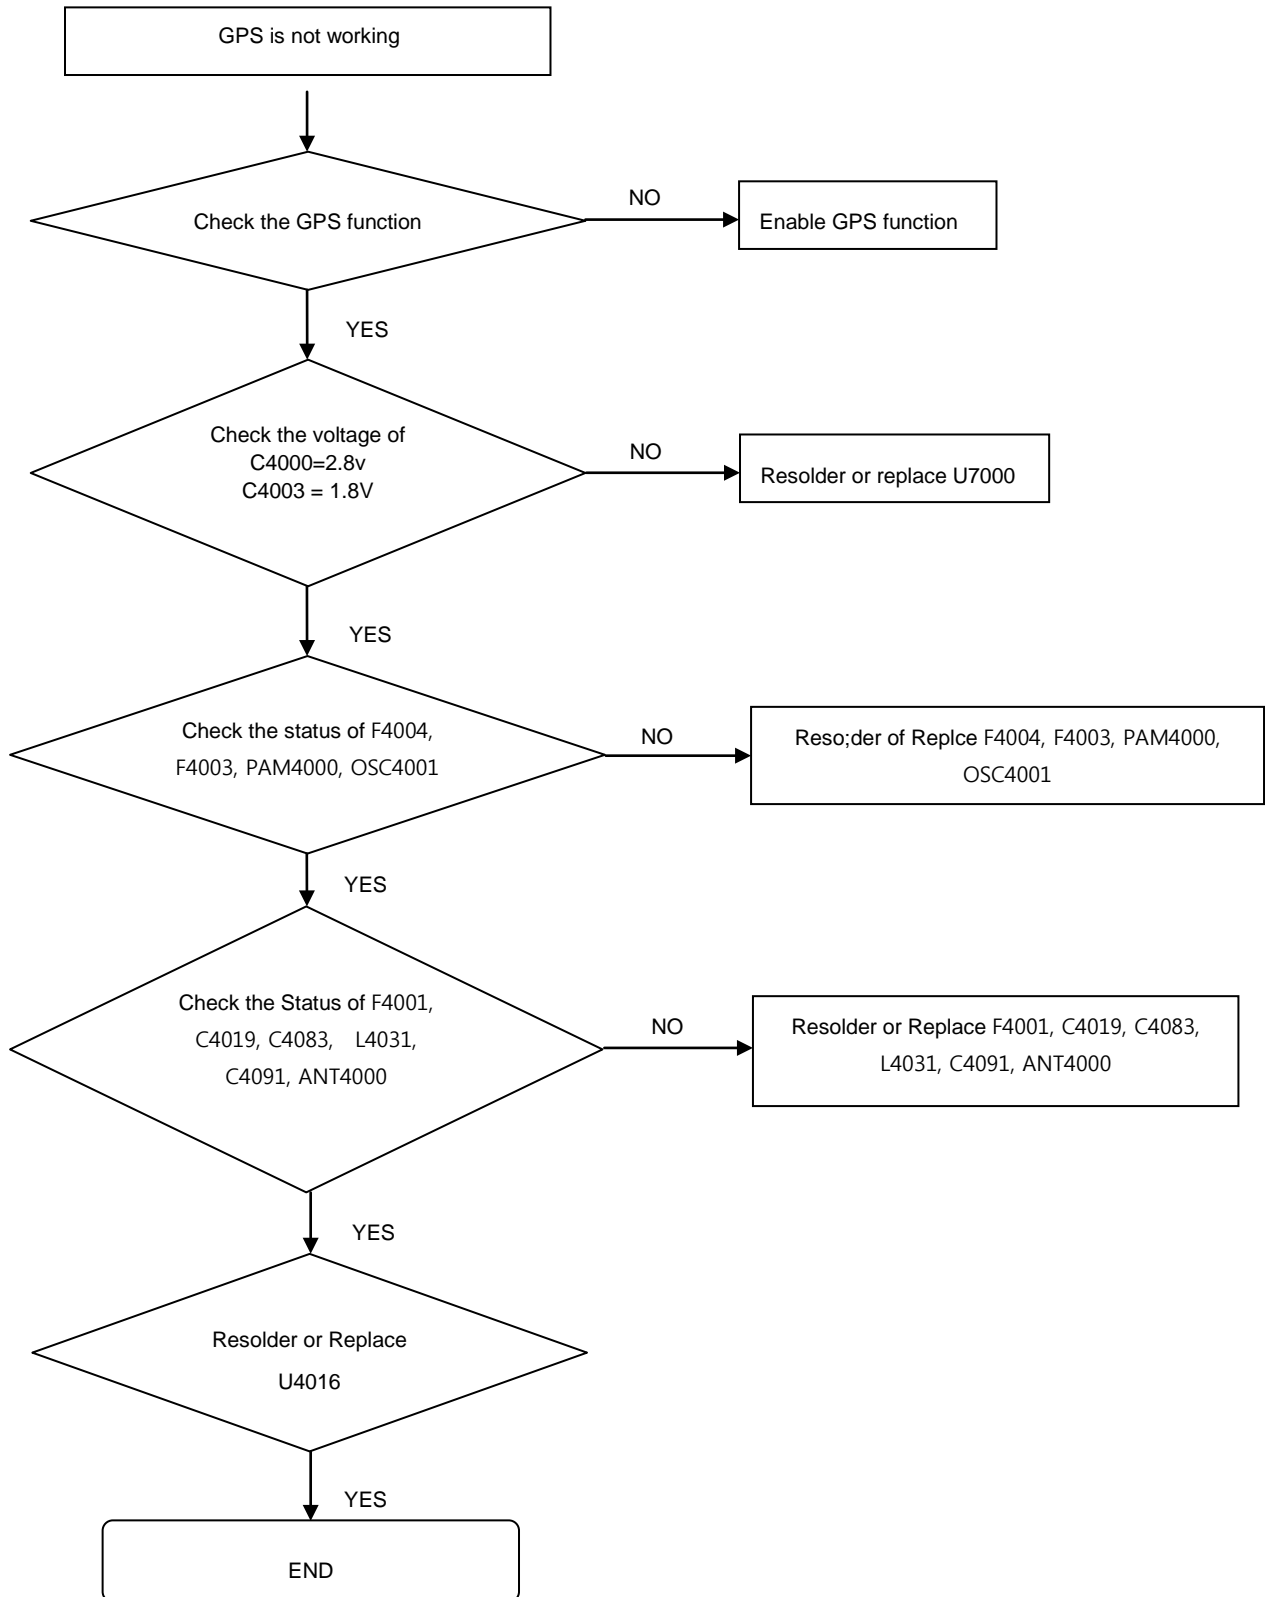 GPS is not working
Check the GPS function
NO
Enable GPS function
YES
Check the voltage of
C4000=2.8v
C4003 = 1.8V
NO
Resolder or replace U7000
YES
Check the status of F4004,
F4003, PAM4000, OSC4001
NO
Reso;der of Replce F4004, F4003, PAM4000,
OSC4001
YES
Check the Status of F4001,
C4019, C4083, L4031,
C4091, ANT4000
NO
Resolder or Replace F4001, C4019, C4083,
L4031, C4091, ANT4000
YES
Resolder or Replace
U4016
YES
END